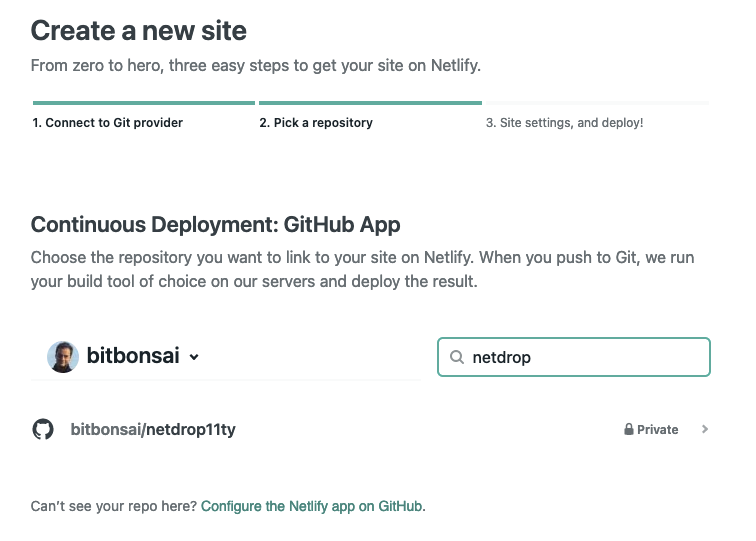 Create a new site
From zero to hero, three easy steps to get your site on Netlify.
1. Connect to Git provider
2. Pick a repository
3. Site settings, and deploy!
Continuous Deployment: GitHub App
Choose the repository you want to link to your site on Netlify. When you push to Git, we run
your build tool of choice on our servers and deploy the result.
bitbonsai
netdrop
bitbonsai/netdrop11ty
Private
Can’t see your repo here? Configure the Netlify app on GitHub.